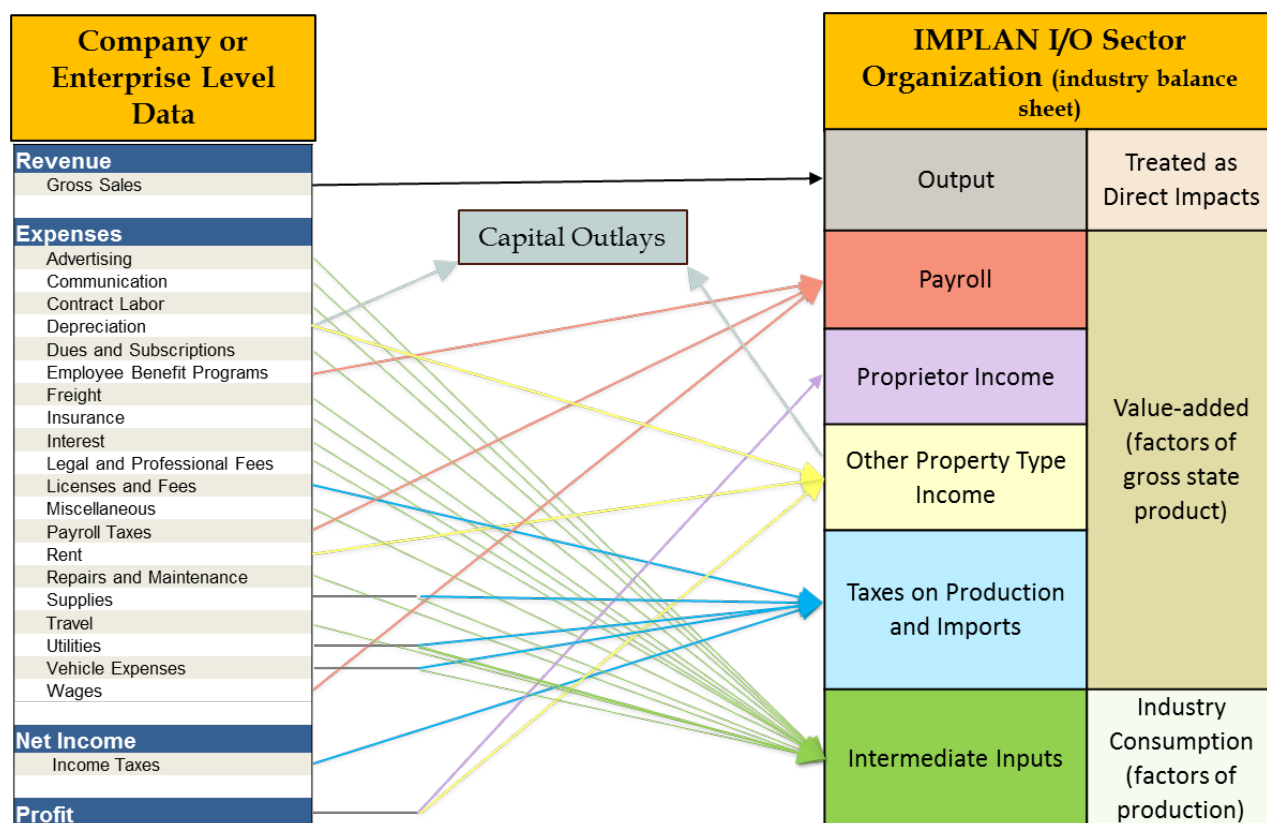 Company or
Enterprise Level
Data
Revenue
Gross Sales
Expenses
Advertising
Communication
Contract Labor
Depreciation
Dues and Subscriptions
Employee Benefit Programs
Freight
Insurance
Interest
Legal and Professional Fees
Licenses and Fees
Miscellaneous
Payroll Taxes
Rent
Repairs and Maintenance
Supplies
Travel
Utilities
Vehicle Expenses
Wages
Net Income
Income Taxes
Profit
Capital Outlays
IMPLAN I/O Sector
Organization (industry balance
sheet)
Output
Treated as
Direct Impacts
Payroll
Proprietor Income
Other Property Type
Income
Taxes on Production
and Imports
Value-added
(factors of
gross state
product)
Intermediate Inputs
Industry
Consumption
(factors of
production)